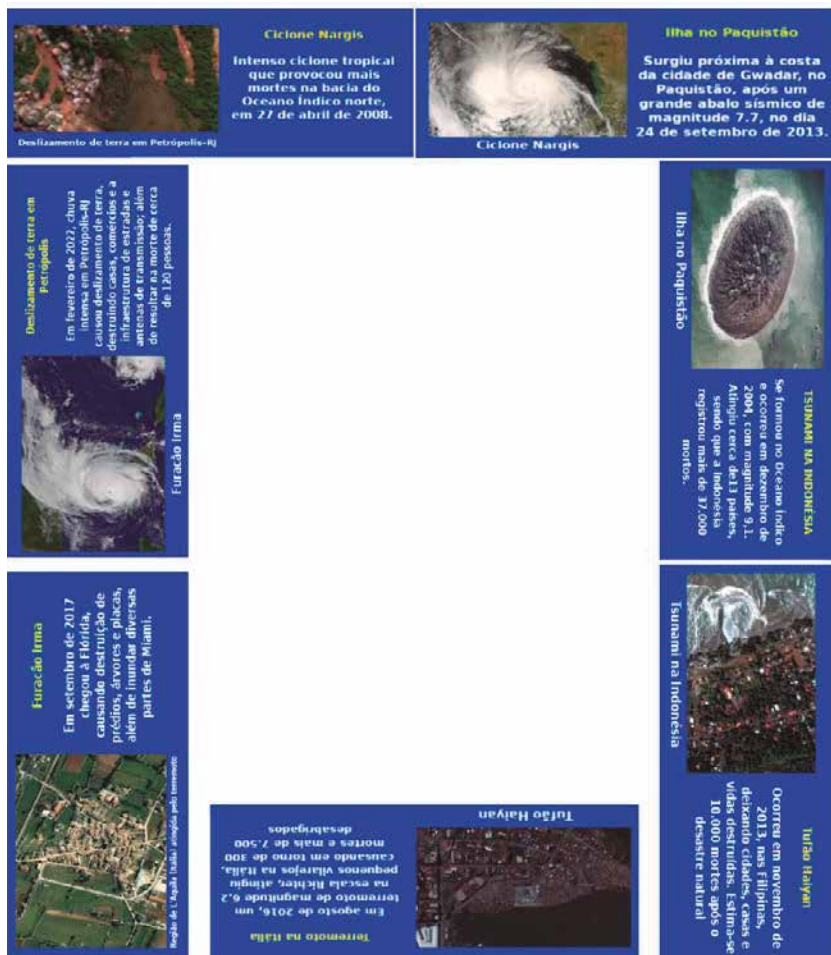 Deslizamento de terra em Petrópolis-RJ
Ciclone Nargis
Intenso ciclone tropical
que provocou mais
mortes na bacia do
Oceano Índico norte,
em 27 de abril de 2008.
Ciclone Nargis
Ilha no Paquistão
Surgiu próxima à costa
da cidade de Gwadar, no
Paquistão, após um
grande abalo sísmico de
magnitude 7.7, no dia
24 de setembro de 2013.
Ilha no Paquistão
TSUNAMI NA INDONÉSIA
Se formou no Oceano Índico
e ocorreu em dezembro de
2004, com magnitude 9,1.
Atingiu cerca de13 países,
sendo que a Indonésia
registrou mais de 37.000
mortos.
Tsunami na Indonésia
Tufão Haiyan
Ocorreu em novembro de
2013, nas Filipinas,
deixando cidades, casas e
vidas destruídas. Estima-se
10.000 mortes após o
desastre natural
Tufão Haiyan
Terremoto na Itália
Em agosto de 2016, um
terremoto de magnitude 6.2
na escala Richter, atingiu
pequenos vilarejos na Itália,
causando em torno de 300
mortes e mais de 7.500
desabrigados
Região de L'Aquila (Itália) atingida pelo terremoto
Furacão Irma
Em setembro de 2017
chegou à Flórida,
causando destruição de
prédios, árvores e placas,
além de inundar diversas
partes de Miami.
Furacão Irma
Deslizamento de terra em
Petrópolis
Em fevereiro de 2022, chuva
intensa em Petrópolis-RJ
causou deslizamento de terra,
destruindo casas, comércios e a
infraestrutura de estradas e
antenas de transmissão; além
de resultar na morte de cerca
de 120 pessoas.